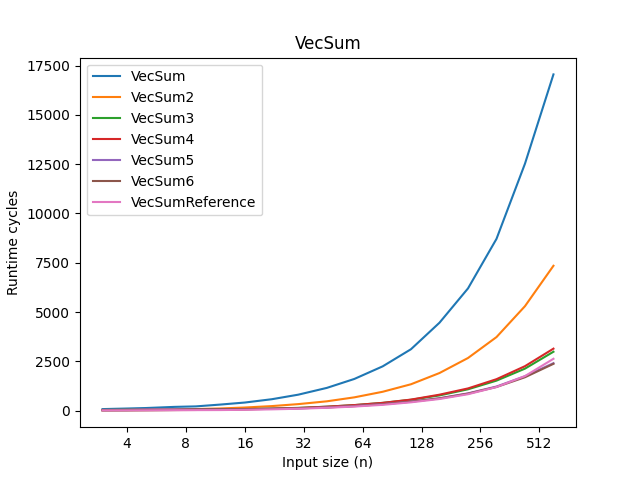 VecSum
17500
15000
12500
10000
7500
5000
2500
0
Runtime cycles
VecSum
VecSum2
VecSum3
VecSum4
VecSum5
VecSum6
VecSumReference
4 8 16 32 64 128 256 512
Input size (n)